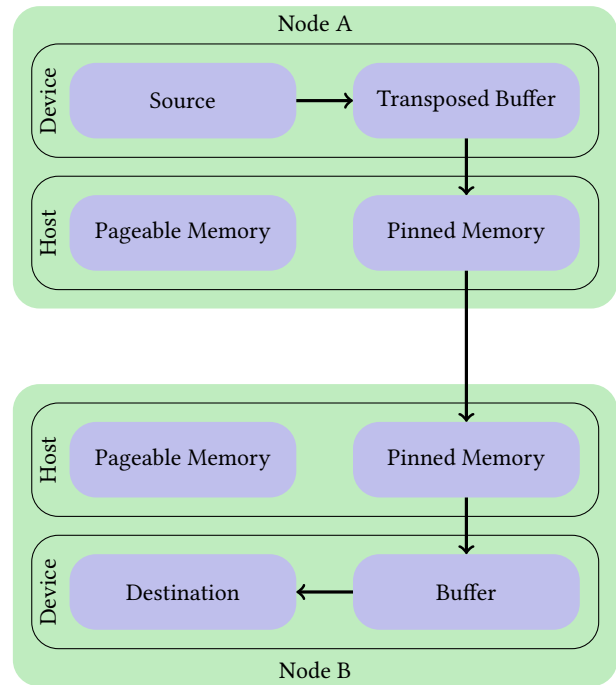 Node A
Device
Source
Transposed Buffer
Host
Pageable Memory
Pinned Memory
Host
Pageable Memory
Pinned Memory
Device
Destination
Buffer
Node B